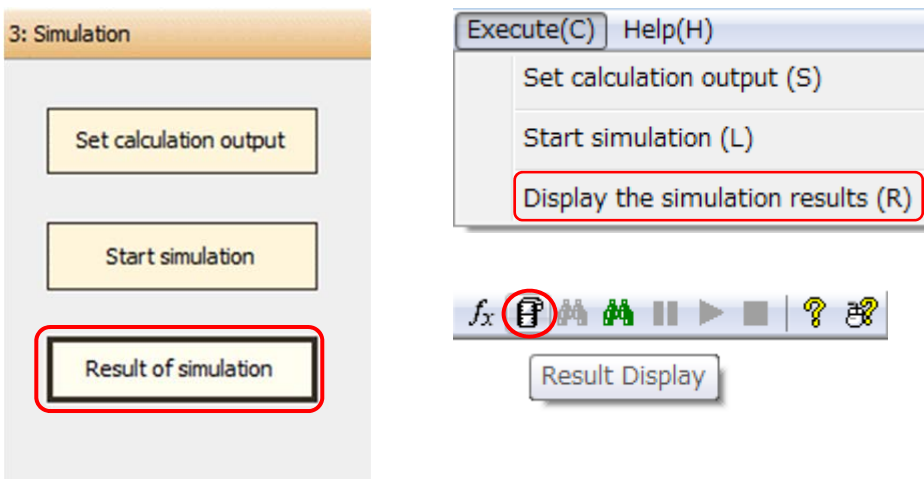 3: Simulation
Set calculation output
Start simulation
Result of simulation
Execute(C) Help(H)
Set calculation output (S)
Start simulation (L)
Display the simulation results (R)
fx
Result Display